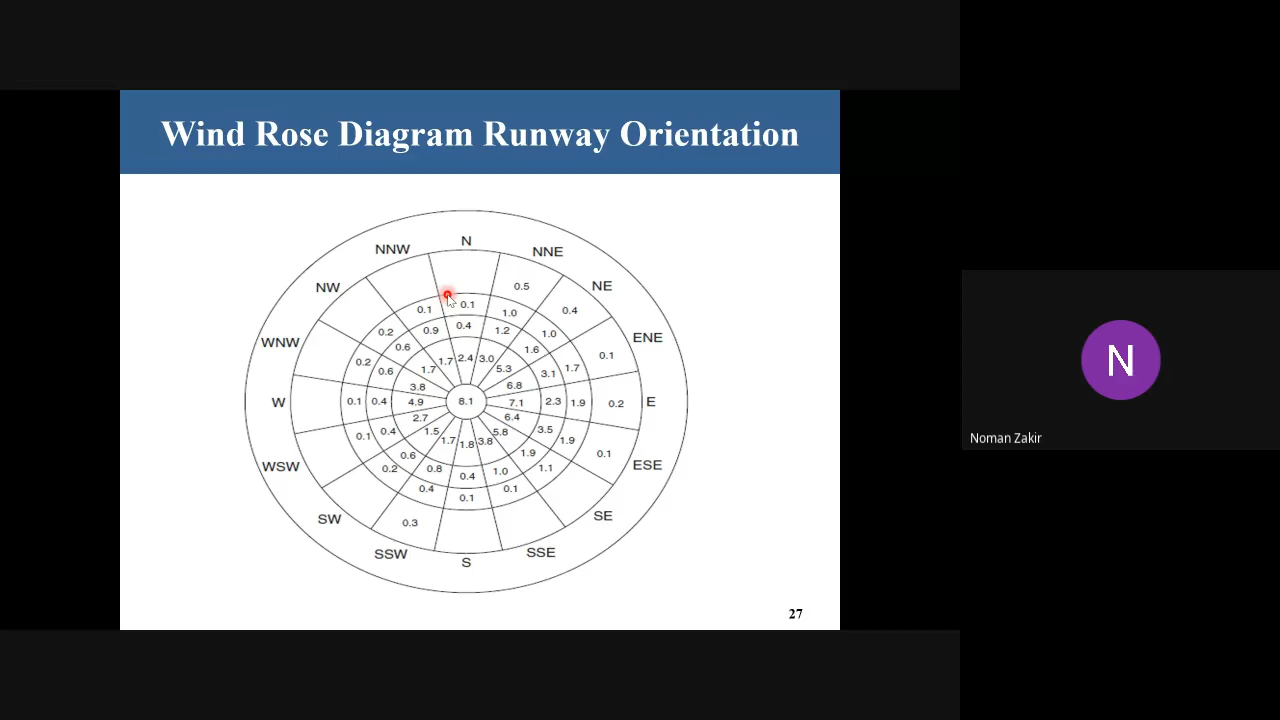 Wind Rose Diagram Runway Orientation
N
NNW
NNE
NW
NE
0.5
0.1
0.1
0.4
1.0
WNW
ENE
0.2
0.9
0.4
1.2
1.0
0.6
1.6
0.2
1.7
2.4
3.0
0.1
0.6
1.7
5.3
3.1
1.7
3.8
6.8
W
0.1
0.4
4.9
8.1
7.1
2.3
1.9
0.2
E
2.7
6.4
0.1
0.4
1.5
1.7
1.8
3.8
5.8
3.5
1.9
0.6
1.9
0.1
WSW
0.2
0.8
0.4
1.0
1.1
ESE
0.4
0.1
0.1
SW
0.3
SE
SSW
S
SSE
27
N
Noman Zakir